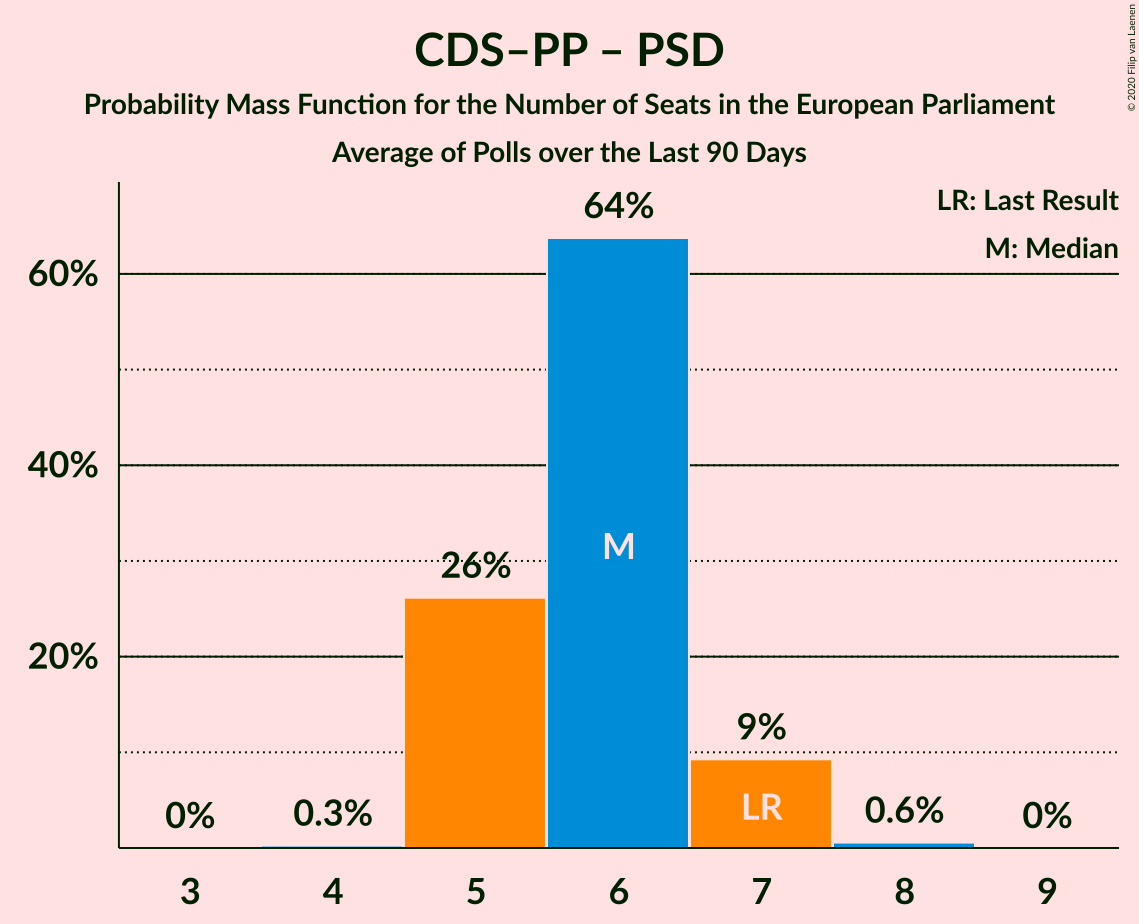 CDS–PP – PSD
Probability Mass Function for the Number of Seats in the European Parliament
Average of Polls over the Last 90 Days
© 2020 Filip van Laenen
LR: Last Result
M: Median
64%
60%
40%
20%
26%
M
9%
LR
0%
0.3%
0.6%
0%
3 4 5 6 7 8 9